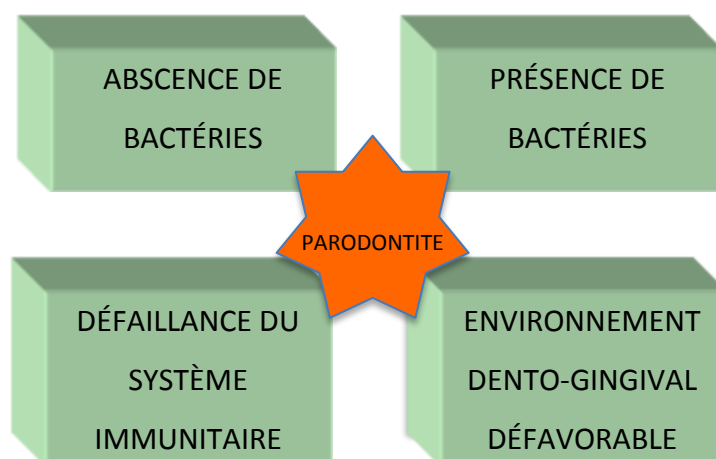 ABSCENCE DE
BACTÉRIES
PRÉSENCE DE
BACTÉRIES
PARODONTITE
DÉFAILLANCE DU
SYSTÈME
IMMUNITAIRE
ENVIRONNEMENT
DENTO-GINGIVAL
DÉFAVORABLE